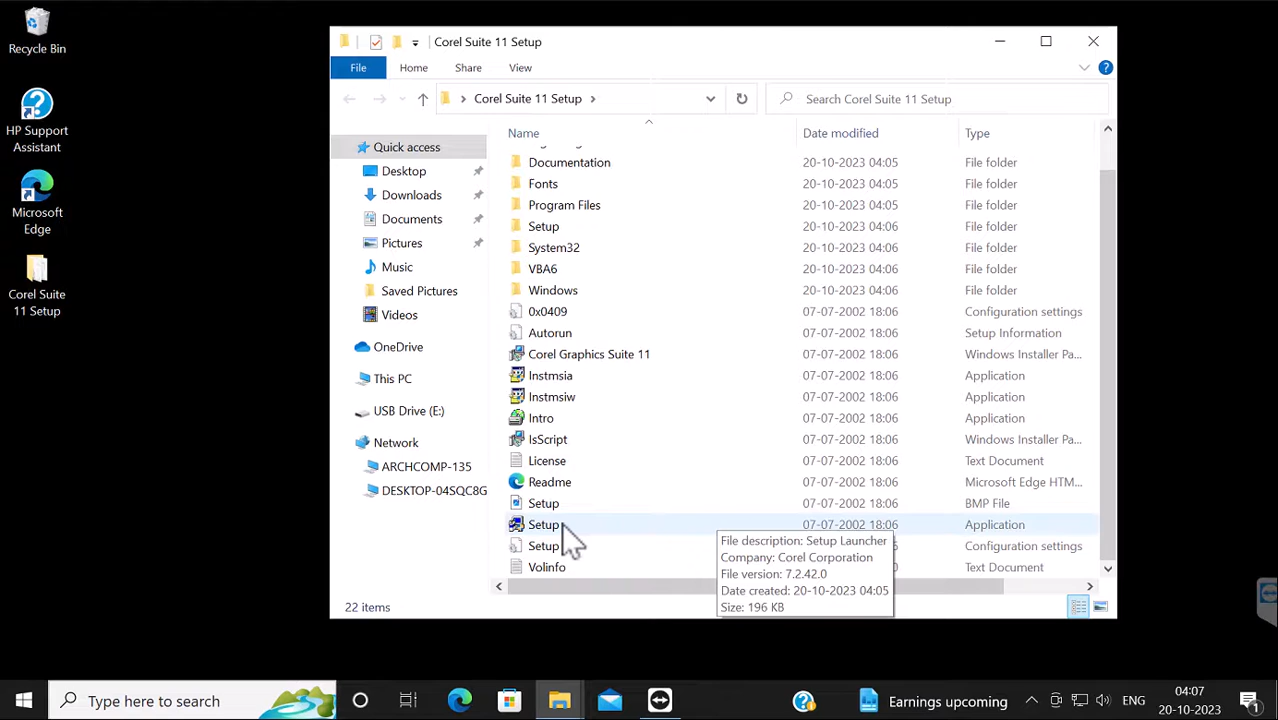 Recycle Bin
HP Support
Assistant
Microsoft
Edge
Corel Suite
11 Setup
Corel Suite 11 Setup
File
Home
Share
View
Corel Suite 11 Setup
Search Corel Suite 11 Setup
Quick access
Desktop
Downloads
Documents
Pictures
Music
Saved Pictures
Videos
OneDrive
This PC
USB Drive (E:)
Network
ARCHCOMP-135
DESKTOP-04SQC8G
Name Date modified Type
Documentation 20-10-2023 04:05 File folder
Fonts 20-10-2023 04:05 File folder
Program Files 20-10-2023 04:05 File folder
Setup 20-10-2023 04:06 File folder
System32 20-10-2023 04:06 File folder
VBA6 20-10-2023 04:06 File folder
Windows 20-10-2023 04:06 File folder
0x0409 07-07-2002 18:06 Configuration settings
Autorun 07-07-2002 18:06 Setup Information
Corel Graphics Suite 11 07-07-2002 18:06 Windows Installer Pa...
Instmsia 07-07-2002 18:06 Application
Instmsiw 07-07-2002 18:06 Application
Intro 07-07-2002 18:06 Application
IsScript 07-07-2002 18:06 Windows Installer Pa...
License 07-07-2002 18:06 Text Document
Readme 07-07-2002 18:06 Microsoft Edge HTM...
Setup 07-07-2002 18:06 BMP File
Setup 07-07-2002 18:06 Application
Setup Configuration settings
Volinfo Text Document
File description: Setup Launcher
Company: Corel Corporation
File version: 7.2.42.0
Date created: 20-10-2023 04:05
Size: 196 KB
22 items
Type here to search
Earnings upcoming
ENG
04:07
20-10-2023
1